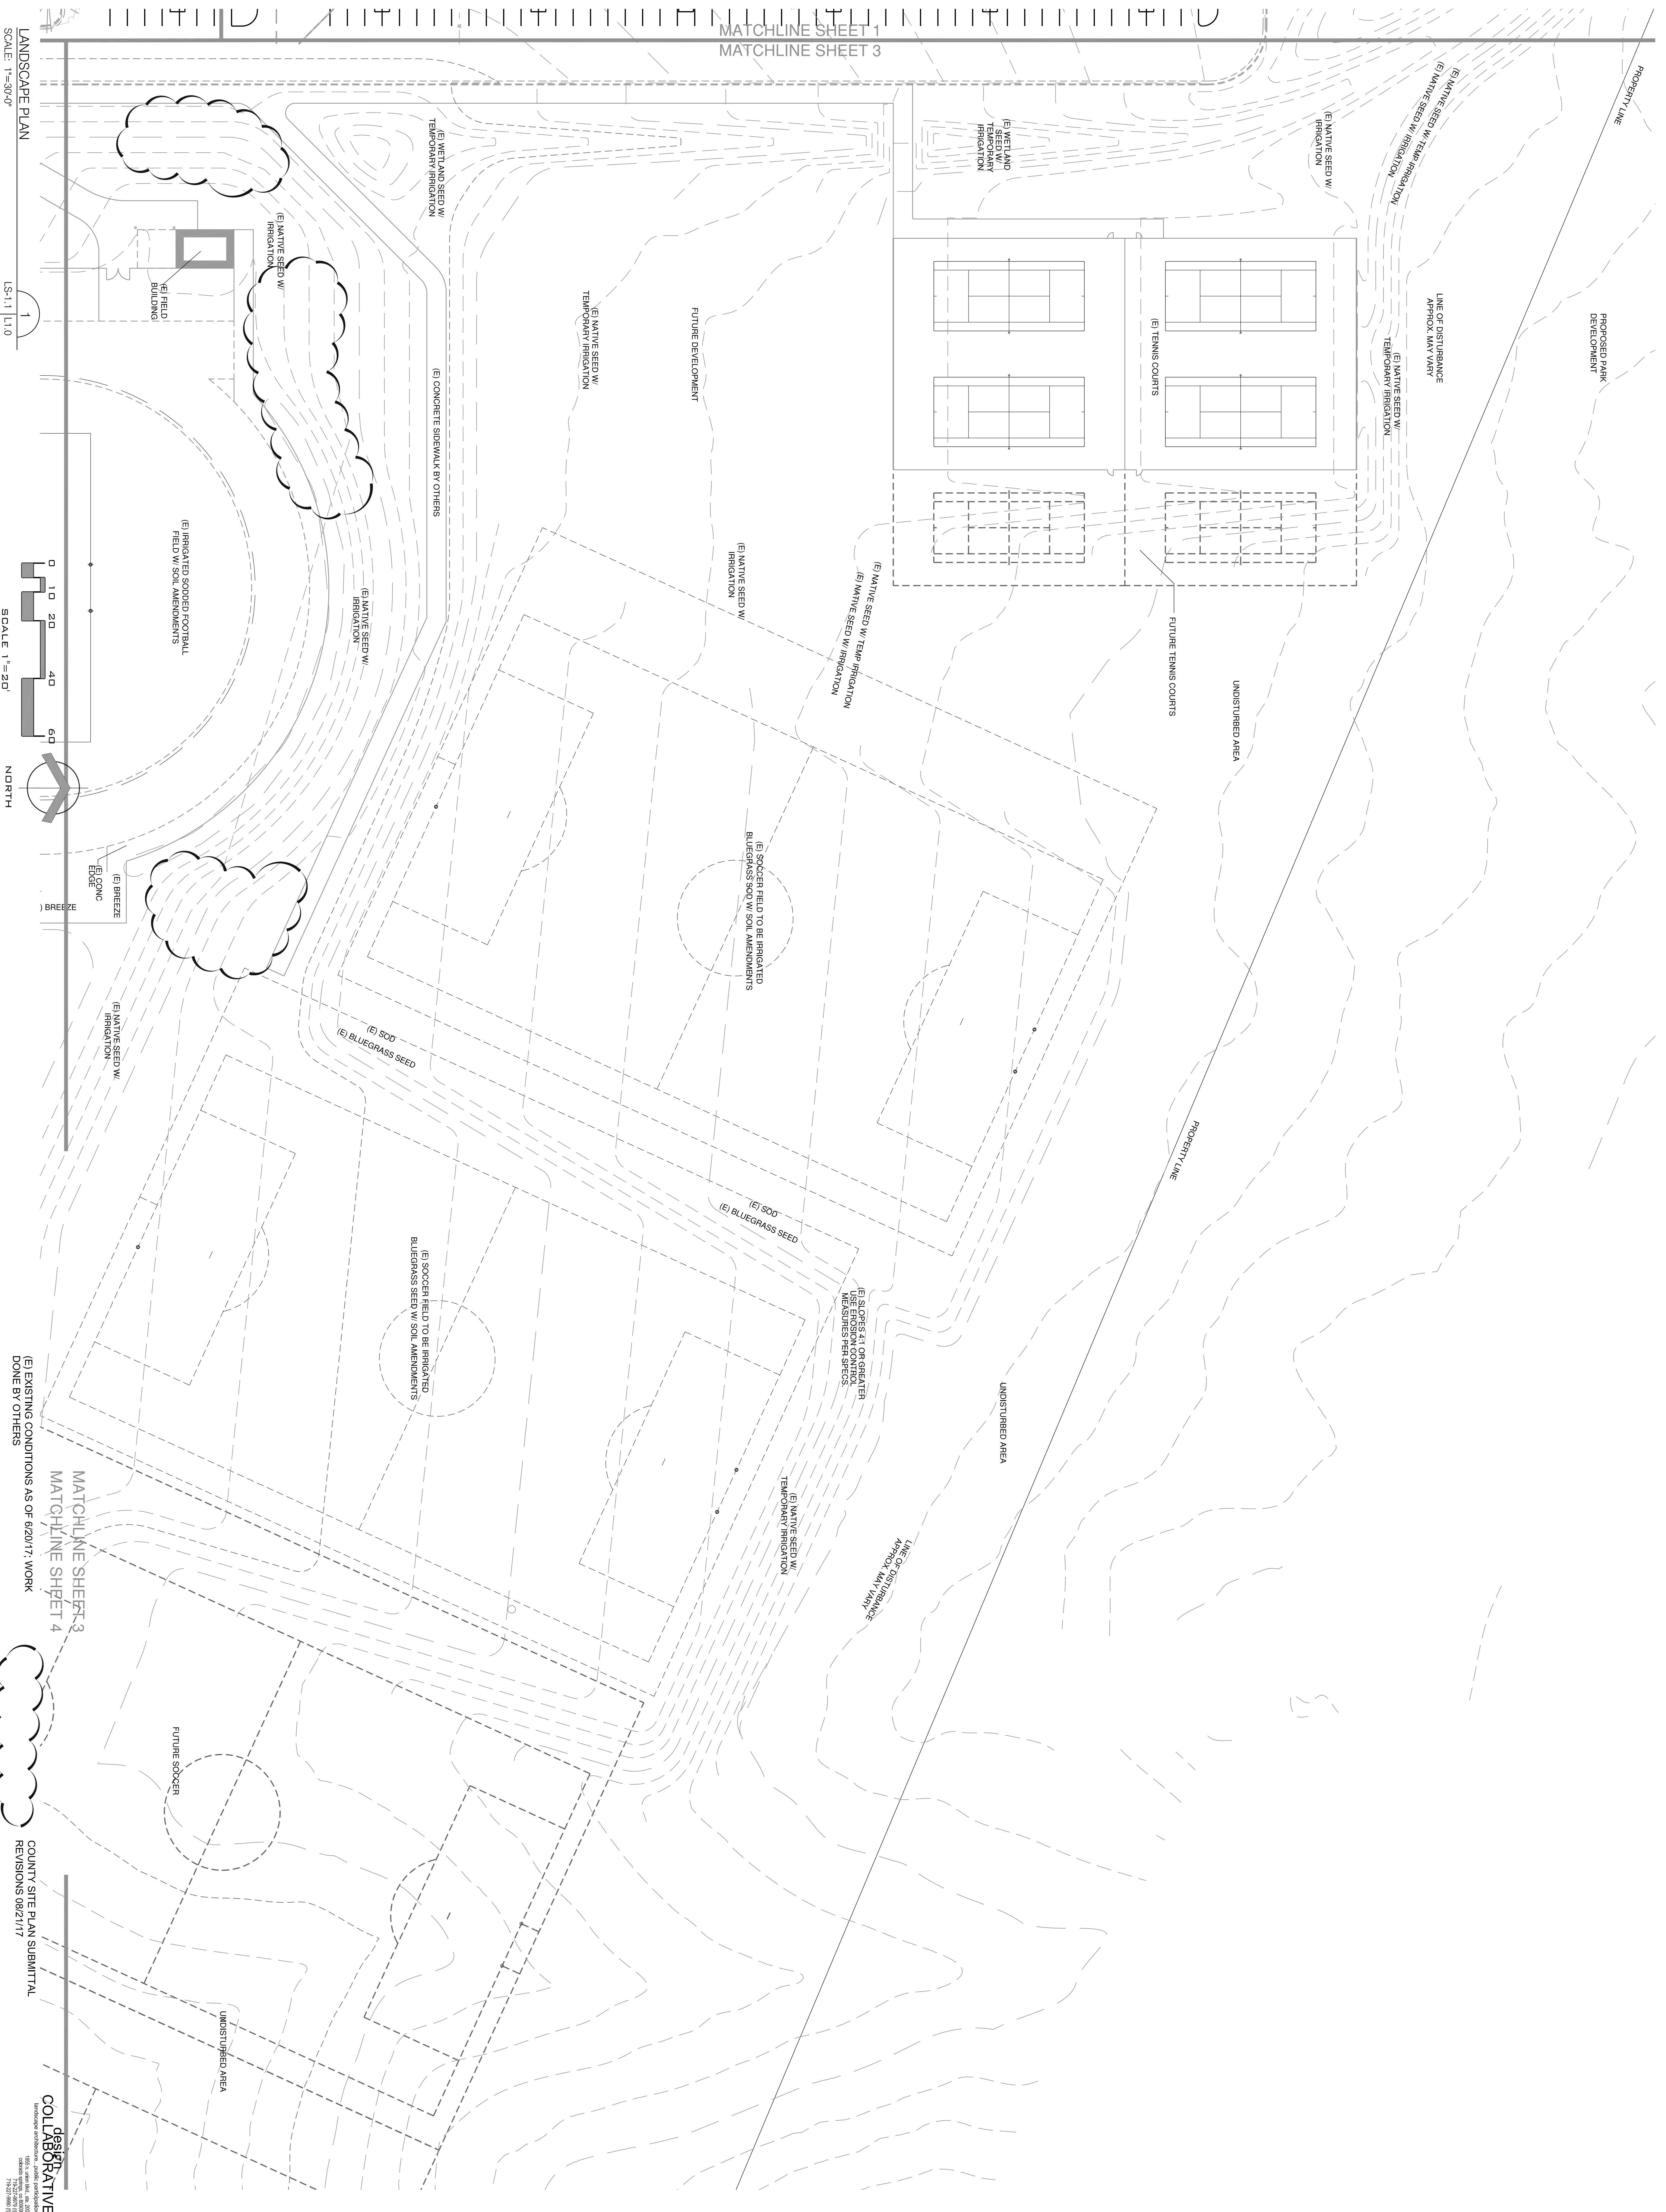 MATCHLINE SHEET 1
MATCHLINE SHEET 3
PROPERTY LINE
(E) NATIVE SEED W/ TEMP IRRIGATION
(E) NATIVE SEED W/ IRRIGATION
(E) NATIVE SEED W/
IRRIGATION
(E) WETLAND
SEED W/
TEMPORARY
IRRIGATION
(E) WETLAND SEED W/
TEMPORARY IRRIGATION
PROPOSED PARK
DEVELOPMENT
LINE OF DISTURBANCE
APPROX. MAY VARY
(E) NATIVE SEED W/
TEMPORARY IRRIGATION
(E) TENNIS COURTS
FUTURE DEVELOPMENT
(E) NATIVE SEED W/
TEMPORARY IRRIGATION
(E) NATIVE SEED W/
IRRIGATION
(E) FIELD
BUILDING
(E) CONCRETE SIDEWALK BY OTHERS
FUTURE TENNIS COURTS
UNDISTURBED AREA
(E) NATIVE SEED W/ TEMP IRRIGATION
(E) NATIVE SEED W/ IRRIGATION
(E) NATIVE SEED W/
IRRIGATION
(E) NATIVE SEED W/
IRRIGATION
(E) IRRIGATED SODDED FOOTBALL
FIELD W/ SOIL AMENDMENTS
(E) SOCCER FIELD TO BE IRRIGATED
BLUEGRASS SOD W/ SOIL AMENDMENTS
(E) BREEZE
(E) CONC
EDGE
) BREEZE
(E) NATIVE SEED W/
IRRIGATION
(E) SOD
(E) BLUEGRASS SEED
PROPERTY LINE
(E) SOD
(E) BLUEGRASS SEED
(E) SLOPES 4:1 OR GREATER
USE EROSION CONTROL
MEASURES PER SPECS.
(E) SOCCER FIELD TO BE IRRIGATED
BLUEGRASS SEED W/ SOIL AMENDMENTS
UNDISTURBED AREA
(E) NATIVE SEED W/
TEMPORARY IRRIGATION
LINE OF DISTURBANCE
APPROX. MAY VARY
MATCHLINE SHEET 3
MATCHLINE SHEET 4
FUTURE SOCCER
UNDISTURBED AREA
LANDSCAPE PLAN
SCALE: 1"=30'-0"
1
LS-1.1 L1.0
0 10 20 40 60
SCALE 1"=20'
NORTH
(E) EXISTING CONDITIONS AS OF 6/20/17; WORK
DONE BY OTHERS
COUNTY SITE PLAN SUBMITTAL
REVISIONS 08/21/17
design
COLLABORATIVE